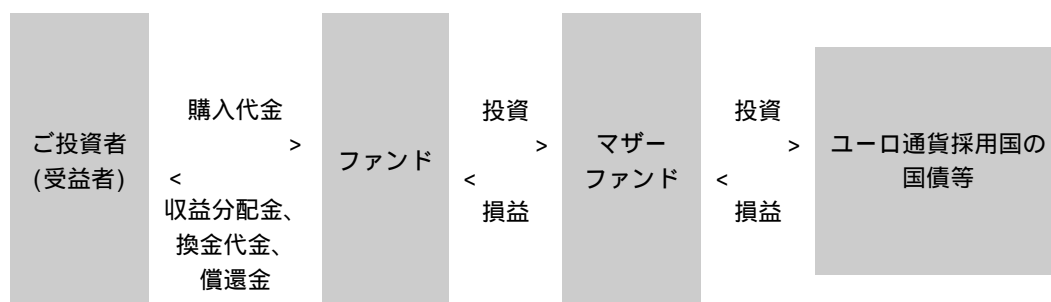 ご投資者
(受益者)
購入代金
>
<
収益分配金、
換金代金、
償還金
ファンド
投資
>
<
損益
マザー
ファンド
投資
>
<
損益
ユーロ通貨採用国の
国債等